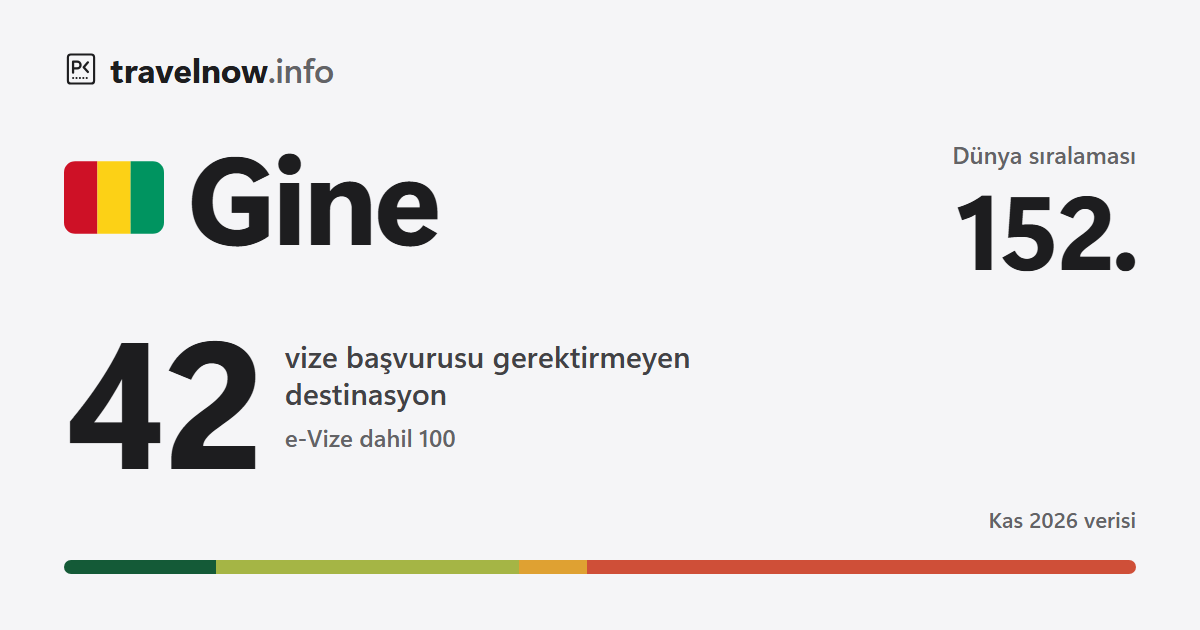 travelnow.info
Gine
Dünya sıralaması
152.
42
vize başvurusu gerektirmeyen
destinasyon
e-Vize dahil 100
Kas 2026 verisi